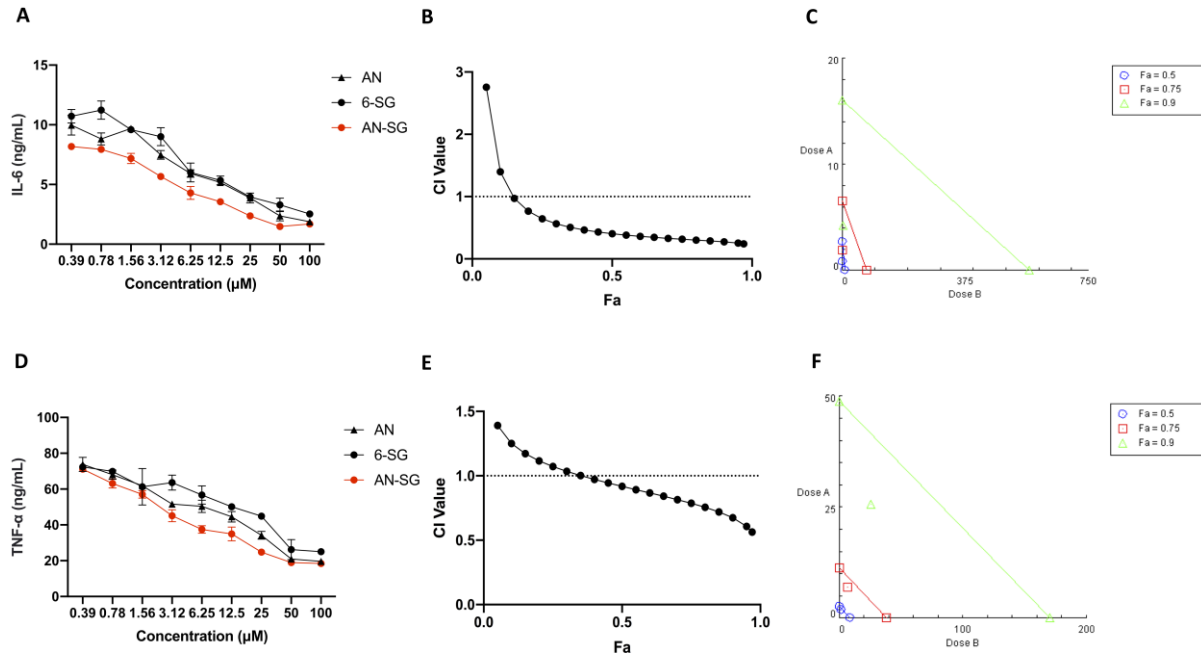 A
IL-6 (ng/mL)
15
10
5
0
0.39 0.78 1.56 3.12 6.25 12.5 25 50 100
Concentration (µM)
AN
6-SG
AN-SG
B
CI Value
3
2
1
0
0.0 0.5 1.0
Fa
C
20
Dose A
10
0
0 375 750
Dose B
Fa = 0.5
Fa = 0.75
Fa = 0.9
D
TNF-α (ng/mL)
100
80
60
40
20
0
0.39 0.78 1.56 3.12 6.25 12.5 25 50 100
Concentration (µM)
AN
6-SG
AN-SG
E
CI Value
1.5
1.0
0.5
0.0
0.0 0.5 1.0
Fa
F
50
Dose A
25
0
0 100 200
Dose B
Fa = 0.5
Fa = 0.75
Fa = 0.9